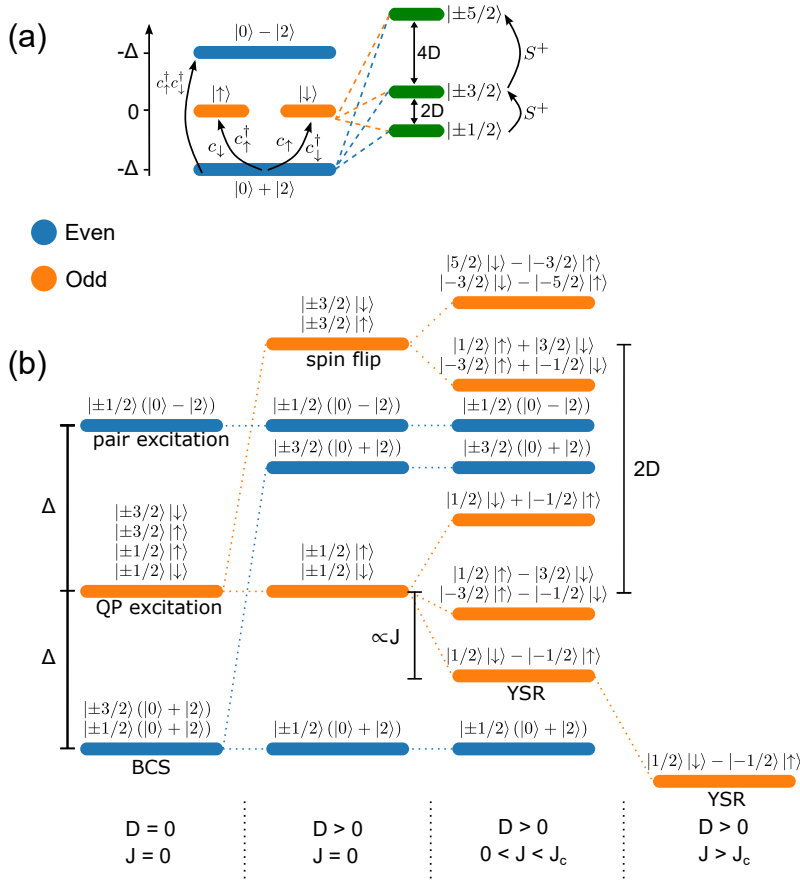 (a)
-Δ
0
-Δ
|0⟩ − |2⟩
|↑⟩
|↓⟩
|0⟩ + |2⟩
c†↑c†↓
c↓
c†↑
c↑
c†↓
|±5/2⟩
4D
S⁺
|±3/2⟩
2D
S⁺
|±1/2⟩
Even
Odd
(b)
|5/2⟩ |↓⟩ − |−3/2⟩ |↑⟩
|−3/2⟩ |↓⟩ − |−5/2⟩ |↑⟩
|±3/2⟩ |↓⟩
|±3/2⟩ |↑⟩
spin flip
|1/2⟩ |↑⟩ + |3/2⟩ |↓⟩
|−3/2⟩ |↑⟩ + |−1/2⟩ |↓⟩
|±1/2⟩ (|0⟩ − |2⟩)
pair excitation
|±1/2⟩ (|0⟩ − |2⟩)
|±1/2⟩ (|0⟩ − |2⟩)
|±3/2⟩ (|0⟩ + |2⟩)
|±3/2⟩ (|0⟩ + |2⟩)
2D
Δ
|±3/2⟩ |↓⟩
|±3/2⟩ |↑⟩
|±1/2⟩ |↑⟩
|±1/2⟩ |↓⟩
QP excitation
|±1/2⟩ |↑⟩
|±1/2⟩ |↓⟩
|1/2⟩ |↓⟩ + |−1/2⟩ |↑⟩
|1/2⟩ |↑⟩ − |3/2⟩ |↓⟩
|−3/2⟩ |↑⟩ − |−1/2⟩ |↓⟩
∝J
Δ
|1/2⟩ |↓⟩ − |−1/2⟩ |↑⟩
YSR
|±3/2⟩ (|0⟩ + |2⟩)
|±1/2⟩ (|0⟩ + |2⟩)
BCS
|±1/2⟩ (|0⟩ + |2⟩)
|±1/2⟩ (|0⟩ + |2⟩)
|1/2⟩ |↓⟩ − |−1/2⟩ |↑⟩
YSR
D = 0
J = 0
D > 0
J = 0
D > 0
0 < J < Jc
D > 0
J > Jc